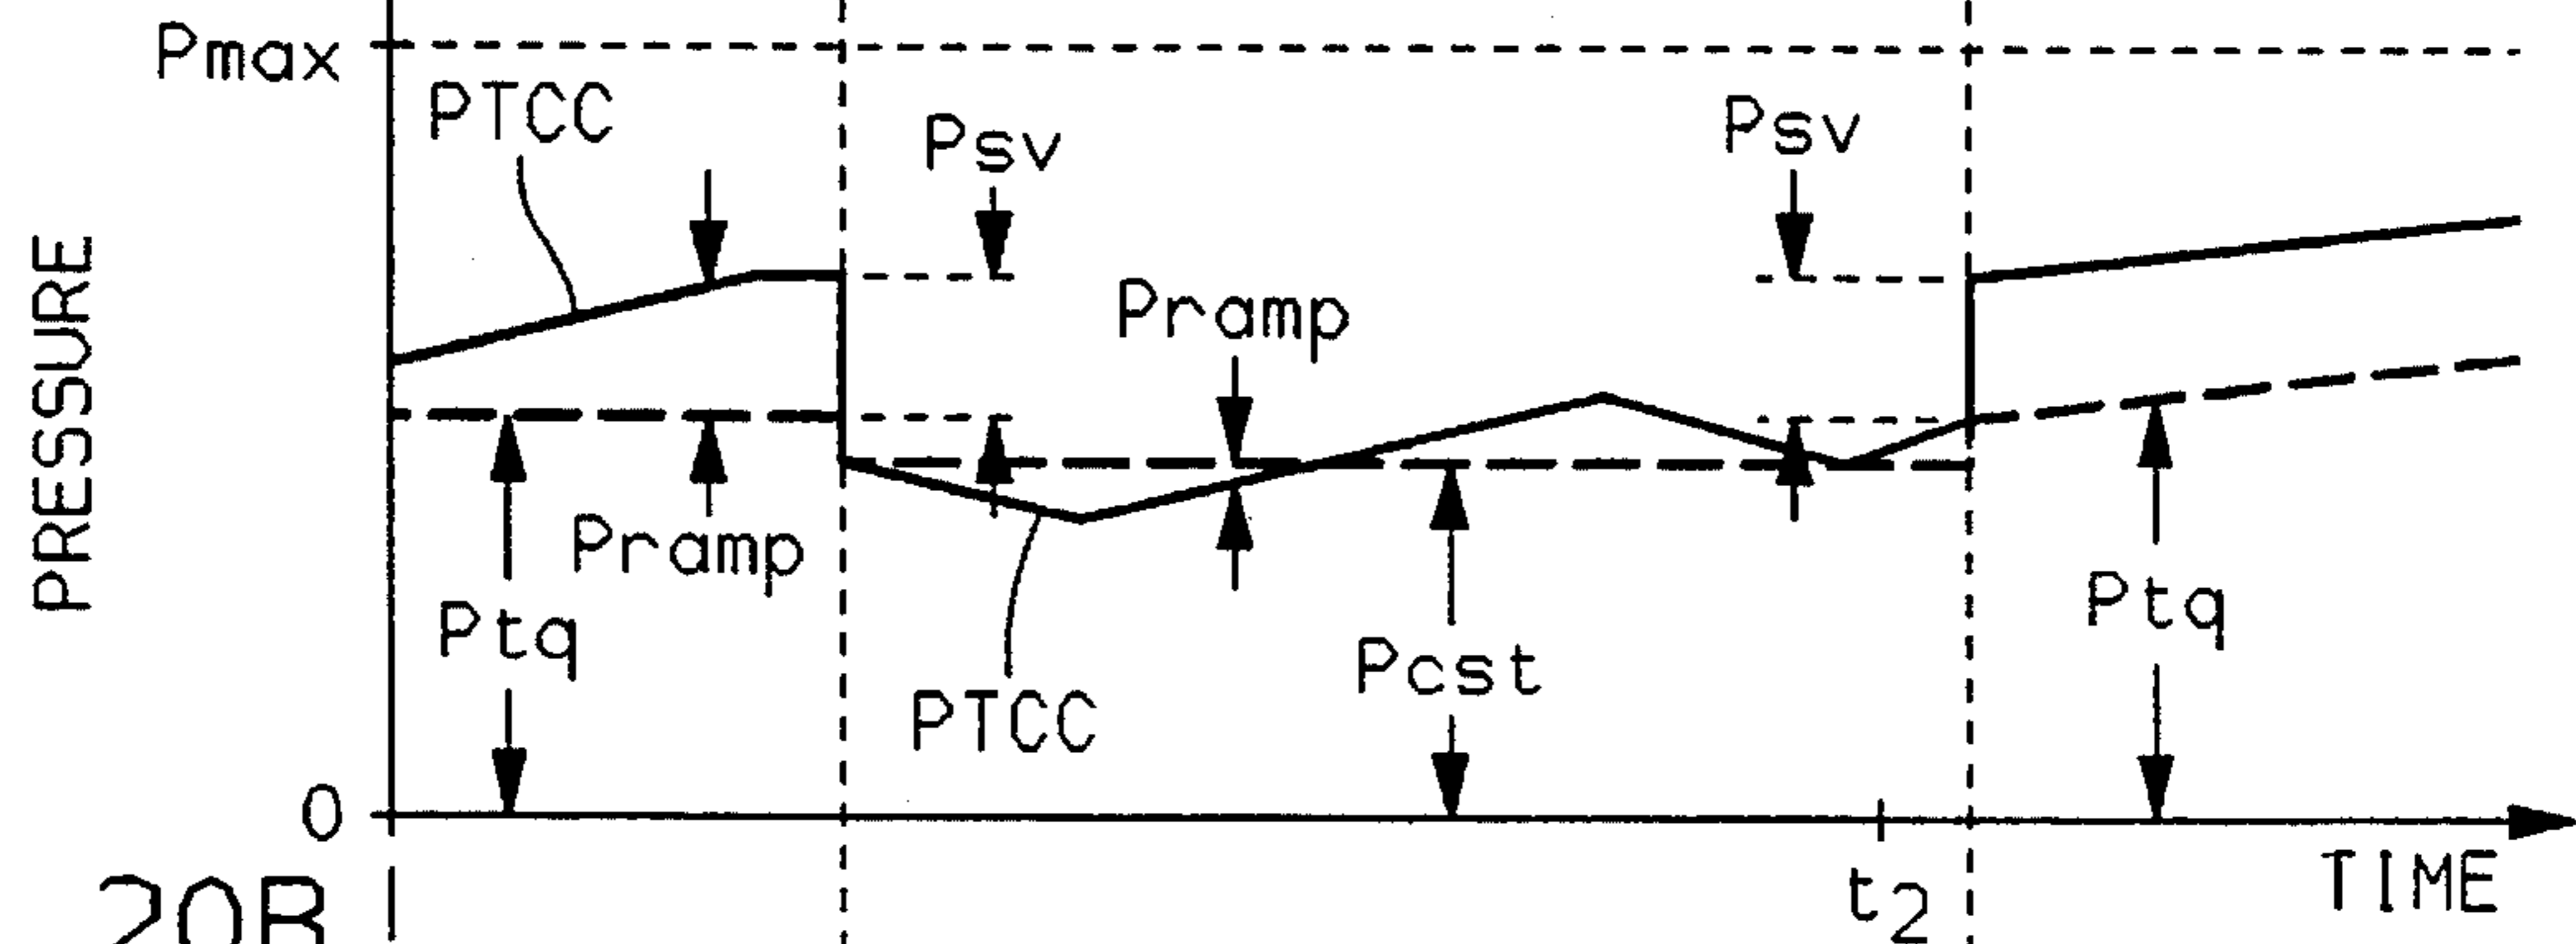 Pmax
PTCC
Psv
Psv
Pramp
PRESSURE
Pramp
Ptq
Ptq
Pcst
PTCC
0
t2
TIME
20B